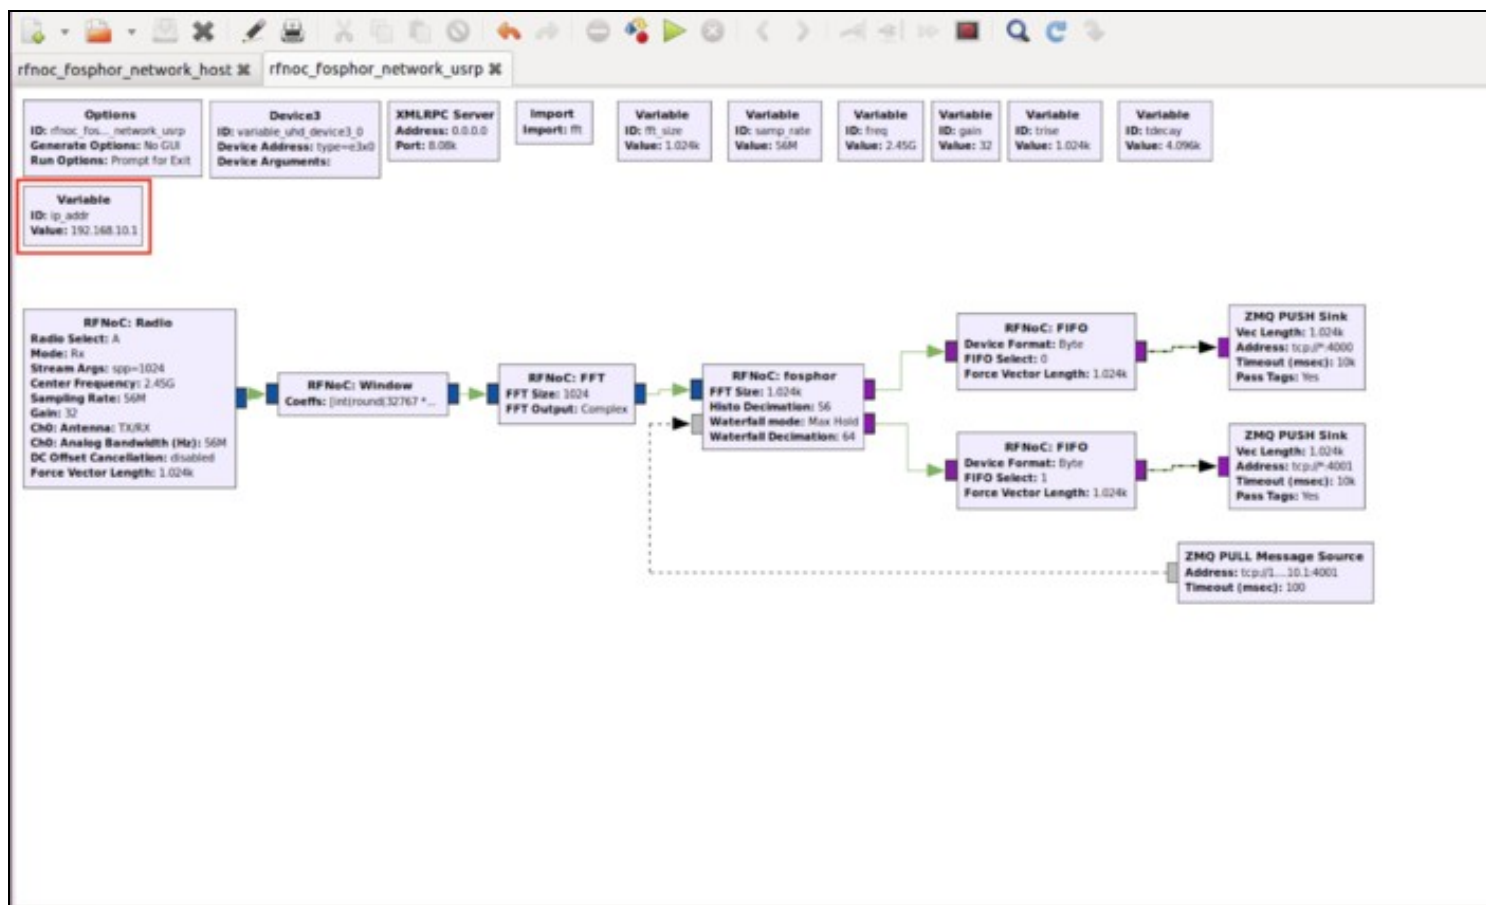 rfnoc_fosphor_network_host
rfnoc_fosphor_network_usrp
Options
ID: rfnoc_fos..._network_usrp
Generate Options: No GUI
Run Options: Prompt for Exit
Device3
ID: variable_uhd_device3_0
Device Address: type=e3x0
Device Arguments:
XMLRPC Server
Address: 0.0.0.0
Port: 8.08k
Import
Import: fft
Variable
ID: fft_size
Value: 1.024k
Variable
ID: samp_rate
Value: 56M
Variable
ID: freq
Value: 2.45G
Variable
ID: gain
Value: 32
Variable
ID: trise
Value: 1.024k
Variable
ID: tdecay
Value: 4.096k
Variable
ID: ip_addr
Value: 192.168.10.1
RFNoC: Radio
Radio Select: A
Mode: Rx
Stream Args: spp=1024
Center Frequency: 2.45G
Sampling Rate: 56M
Gain: 32
Ch0: Antenna: TX/RX
Ch0: Analog Bandwidth (Hz): 56M
DC Offset Cancellation: disabled
Force Vector Length: 1.024k
RFNoC: Window
Coeffs: [int(round(32767 *...
RFNoC: FFT
FFT Size: 1024
FFT Output: Complex
RFNoC: fosphor
FFT Size: 1.024k
Histo Decimation: 56
Waterfall mode: Max Hold
Waterfall Decimation: 64
RFNoC: FIFO
Device Format: Byte
FIFO Select: 0
Force Vector Length: 1.024k
ZMQ PUSH Sink
Vec Length: 1.024k
Address: tcp://*:4000
Timeout (msec): 10k
Pass Tags: Yes
RFNoC: FIFO
Device Format: Byte
FIFO Select: 1
Force Vector Length: 1.024k
ZMQ PUSH Sink
Vec Length: 1.024k
Address: tcp://*:4001
Timeout (msec): 10k
Pass Tags: Yes
ZMQ PULL Message Source
Address: tcp://1....10.1:4001
Timeout (msec): 100